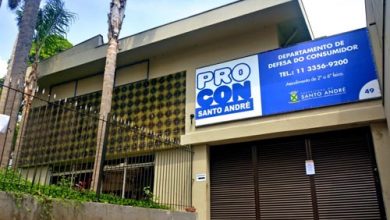 PRO
CON
SANTO ANDRÉ
DEPARTAMENTO DE
DEFESA DO CONSUMIDOR
TEL.: 11 3356-9200
Atendimento de 2ª a 6ª feira.
SANTO ANDRÉ
49